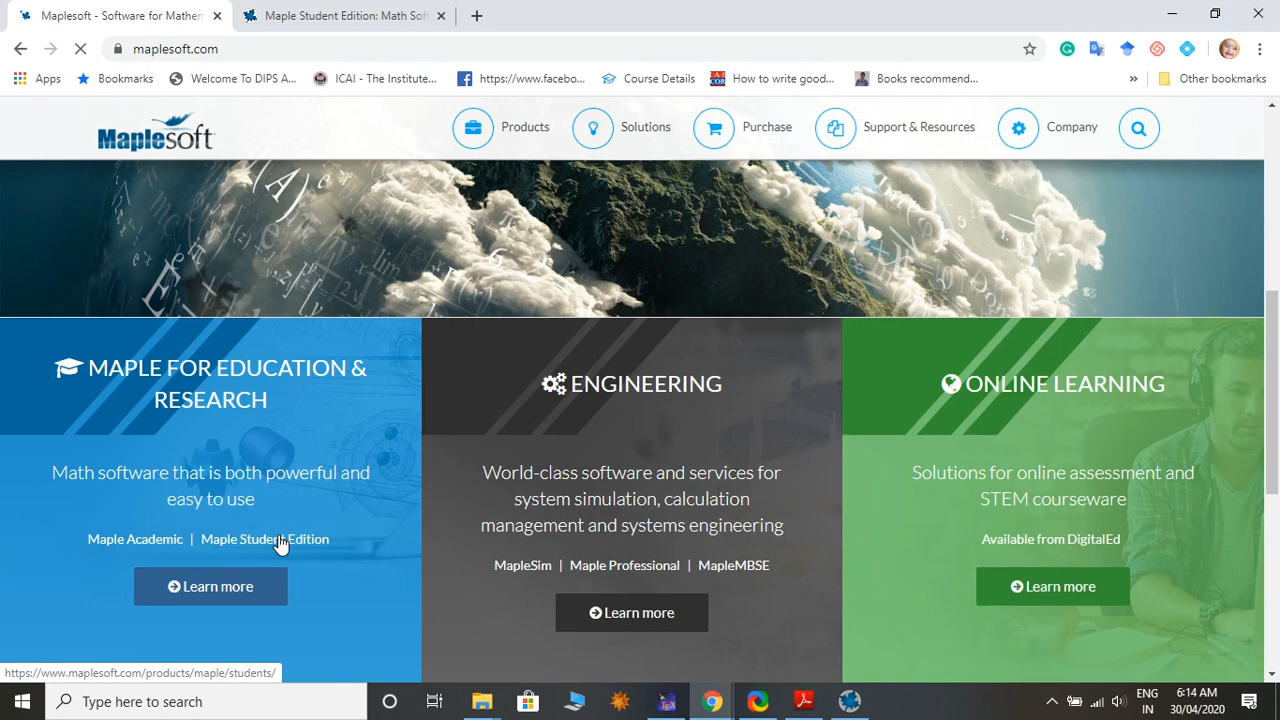 Maplesoft - Software for Mathem
Maple Student Edition: Math Soft
maplesoft.com
Apps
Bookmarks
Welcome To DIPS A...
ICAI - The Institute...
https://www.facebo...
Course Details
How to write good...
Books recommend...
»
Other bookmarks
Maplesoft
Products
Solutions
Purchase
Support & Resources
Company
MAPLE FOR EDUCATION &
RESEARCH
Math software that is both powerful and
easy to use
Maple Academic | Maple Student Edition
Learn more
ENGINEERING
World-class software and services for
system simulation, calculation
management and systems engineering
MapleSim | Maple Professional | MapleMBSE
Learn more
ONLINE LEARNING
Solutions for online assessment and
STEM courseware
Available from DigitalEd
Learn more
https://www.maplesoft.com/products/maple/students/
Type here to search
ENG
IN
6:14 AM
30/04/2020